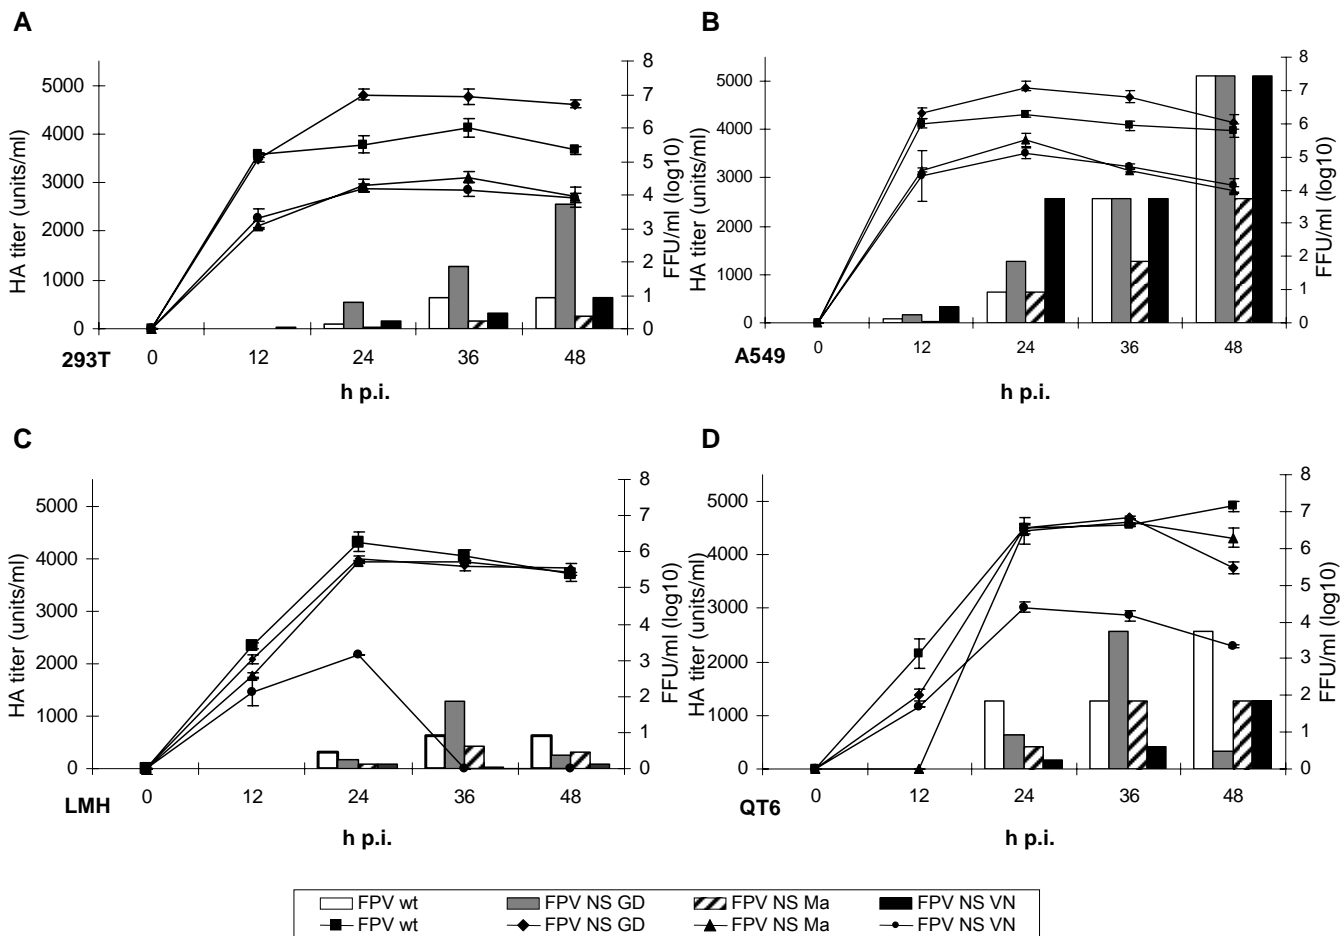 A
HA titer (units/ml)
5000
4000
3000
2000
1000
0
8
7
6
5
4
3
2
1
0
FFU/ml (log10)
0 12 24 36 48
293T
h p.i.
B
HA titer (units/ml)
5000
4000
3000
2000
1000
0
8
7
6
5
4
3
2
1
0
FFU/ml (log10)
0 12 24 36 48
A549
h p.i.
C
HA titer (units/ml)
5000
4000
3000
2000
1000
0
8
7
6
5
4
3
2
1
0
FFU/ml (log10)
0 12 24 36 48
LMH
h p.i.
D
HA titer (units/ml)
5000
4000
3000
2000
1000
0
8
7
6
5
4
3
2
1
0
FFU/ml (log10)
0 12 24 36 48
QT6
h p.i.
FPV wt FPV NS GD FPV NS Ma FPV NS VN
FPV wt FPV NS GD FPV NS Ma FPV NS VN